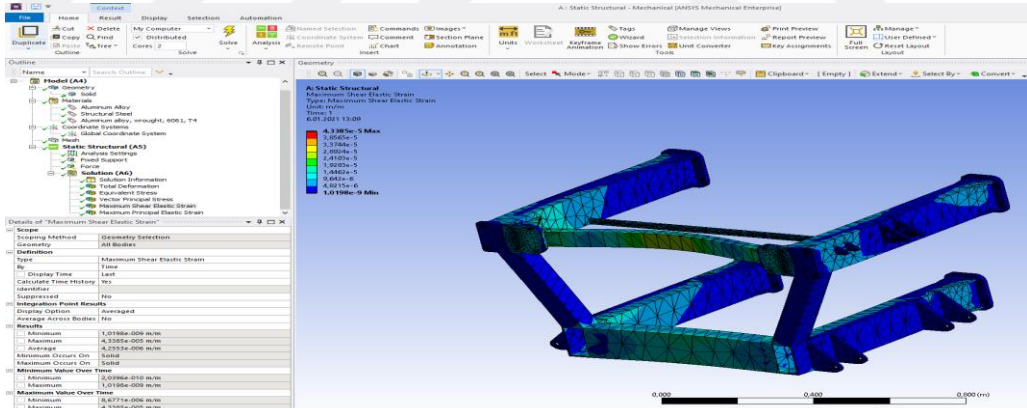 Context
A : Static Structural - Mechanical (ANSYS Mechanical Enterprise)
File Home Result Display Selection Automation
Duplicate
Cut
Copy
Paste
Delete
Find
Tree
Outline
My Computer
Distributed
Cores 2
Solve
Solve
Analysis
Named Selection
Coordinate System
Remote Point
Commands
Comment
Chart
Images
Section Plane
Annotation
Insert
Units
Worksheet
Keyframe Animation
Tags
Wizard
Show Errors
Manage Views
Selection Information
Unit Converter
Print Preview
Report Preview
Key Assignments
Tools
Full Screen
Manage
User Defined
Reset Layout
Layout
Outline
Name Search Outline
Model (A4)
Geometry
Solid
Materials
Aluminum Alloy
Structural Steel
Aluminum alloy, wrought, 6061, T4
Coordinate Systems
Global Coordinate System
Mesh
Static Structural (A5)
Analysis Settings
Fixed Support
Force
Solution (A6)
Solution Information
Total Deformation
Equivalent Stress
Vector Principal Stress
Maximum Shear Elastic Strain
Maximum Principal Elastic Strain
Details of "Maximum Shear Elastic Strain"
Scope
Scoping Method Geometry Selection
Geometry All Bodies
Definition
Type Maximum Shear Elastic Strain
By Time
Display Time Last
Calculate Time History Yes
Identifier
Suppressed No
Integration Point Results
Display Option Averaged
Average Across Bodies No
Results
Minimum 1,0198e-009 m/m
Maximum 4,3385e-005 m/m
Average 4,2553e-006 m/m
Minimum Occurs On Solid
Maximum Occurs On Solid
Minimum Value Over Time
Minimum 2,0396e-010 m/m
Maximum 1,0198e-009 m/m
Maximum Value Over Time
Minimum 8,6771e-006 m/m
Maximum 4,3385e-005 m/m
Geometry
Select Mode Clipboard [ Empty ] Extend Select By Convert
A: Static Structural
Maximum Shear Elastic Strain
Type: Maximum Shear Elastic Strain
Unit: m/m
Time: 1
6.01.2021 13:09
4,3385e-5 Max
3,8565e-5
3,3744e-5
2,8924e-5
2,4103e-5
1,9283e-5
1,4462e-5
9,642e-6
4,8215e-6
1,0198e-9 Min
0,000 0,400 0,800 (m)